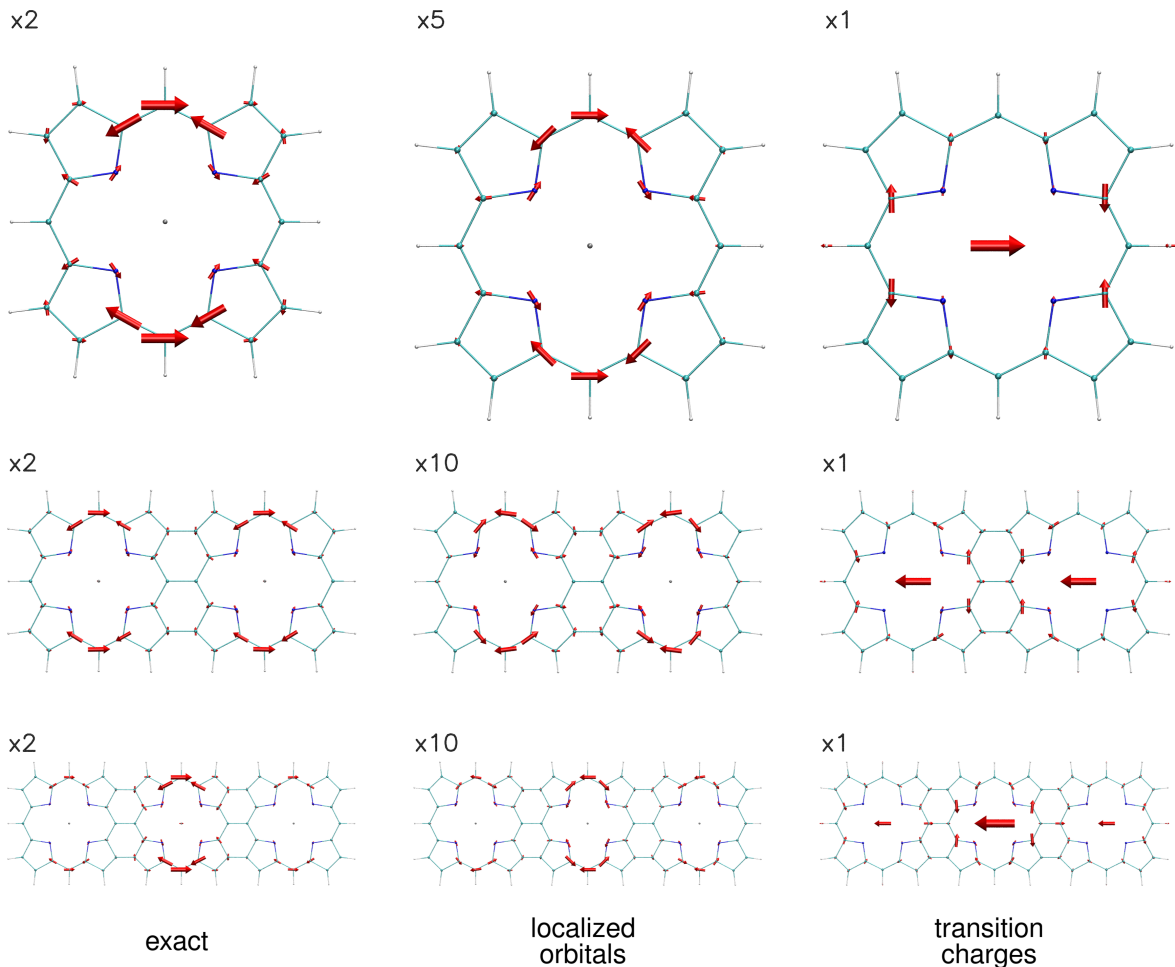 x2
x5
x1
x2
x10
x1
x2
x10
x1
exact
localized
orbitals
transition
charges